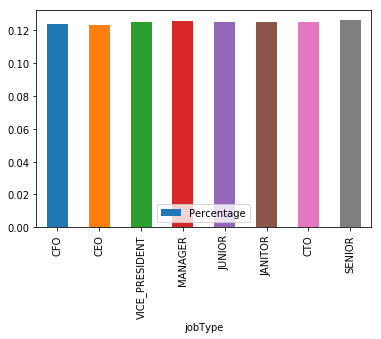 0.12
0.10
0.08
0.06
0.04
0.02
0.00
Percentage
CFO
CEO
VICE_PRESIDENT
MANAGER
JUNIOR
JANITOR
CTO
SENIOR
jobType